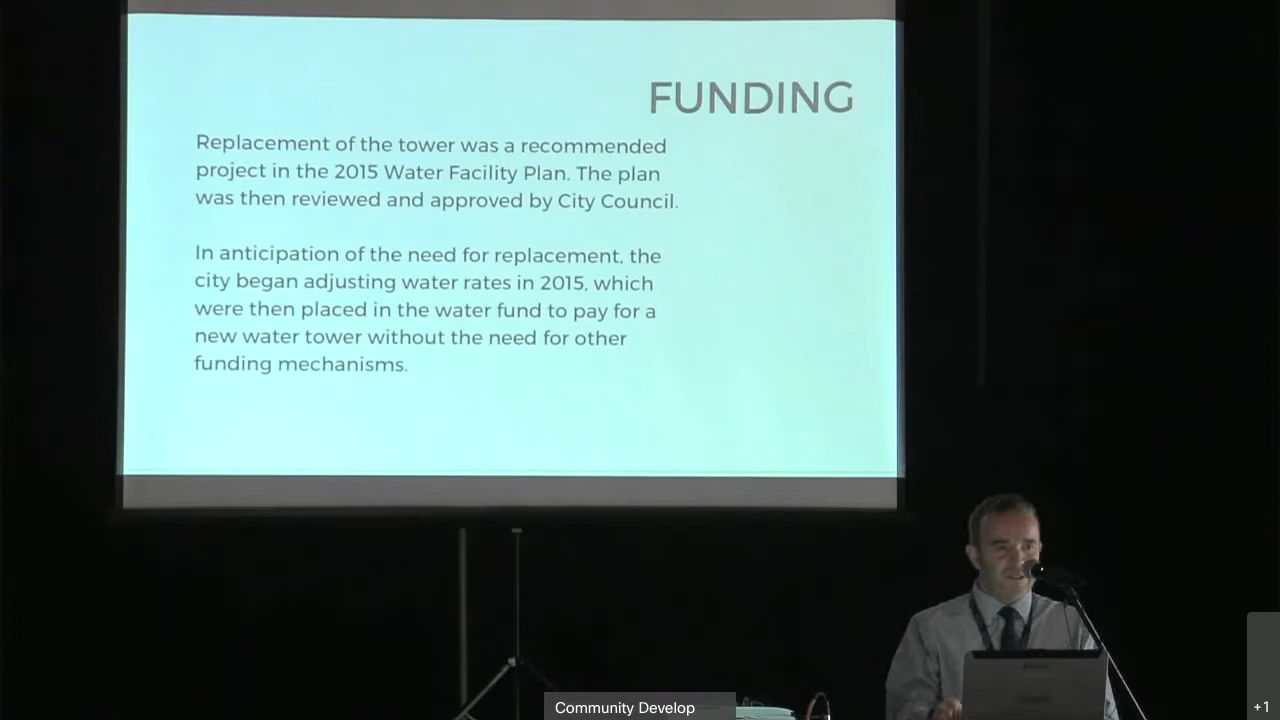 FUNDING
Replacement of the tower was a recommended
project in the 2015 Water Facility Plan. The plan
was then reviewed and approved by City Council.
In anticipation of the need for replacement, the
city began adjusting water rates in 2015, which
were then placed in the water fund to pay for a
new water tower without the need for other
funding mechanisms.
Community Develop
+1